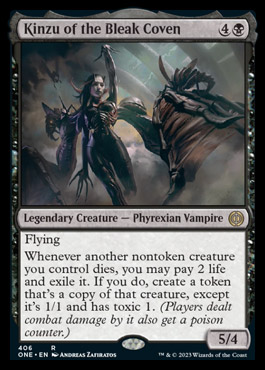 Kinzu of the Bleak Coven 4
Legendary Creature — Phyrexian Vampire
Flying
Whenever another nontoken creature
you control dies, you may pay 2 life
and exile it. If you do, create a token
that's a copy of that creature, except
it's 1/1 and has toxic 1. (Players dealt
combat damage by it also get a poison
counter.)
5/4
406 R
ONE • EN ANDREAS ZAFIRATOS
™ & © 2023 Wizards of the Coast